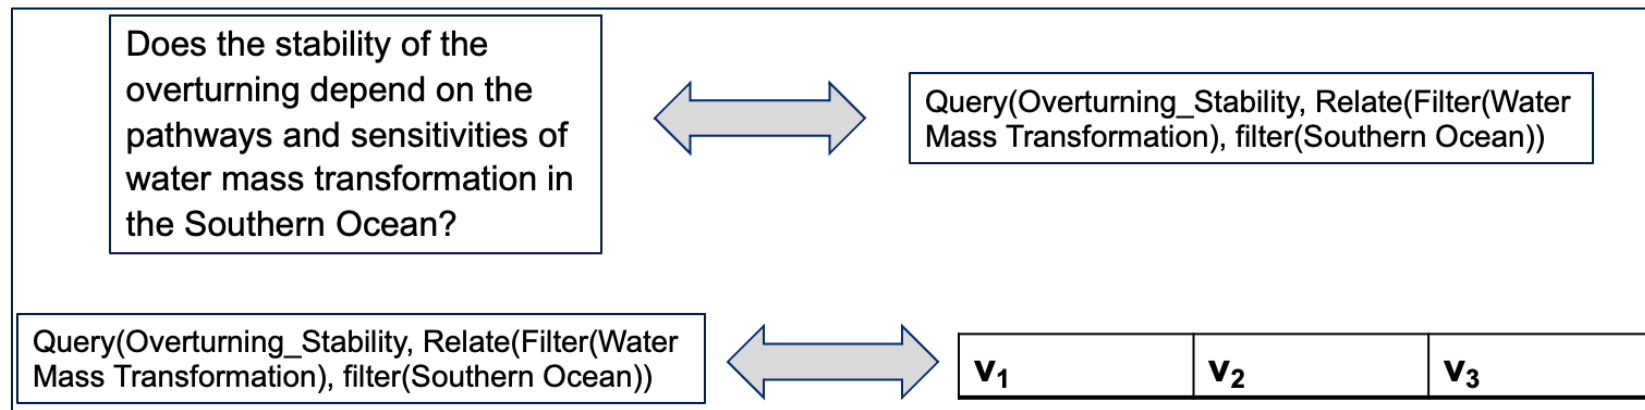 Does the stability of the
overturning depend on the
pathways and sensitivities of
water mass transformation in
the Southern Ocean?
Query(Overturning_Stability, Relate(Filter(Water
Mass Transformation), filter(Southern Ocean))
Query(Overturning_Stability, Relate(Filter(Water
Mass Transformation), filter(Southern Ocean))
v₁ v₂ v₃